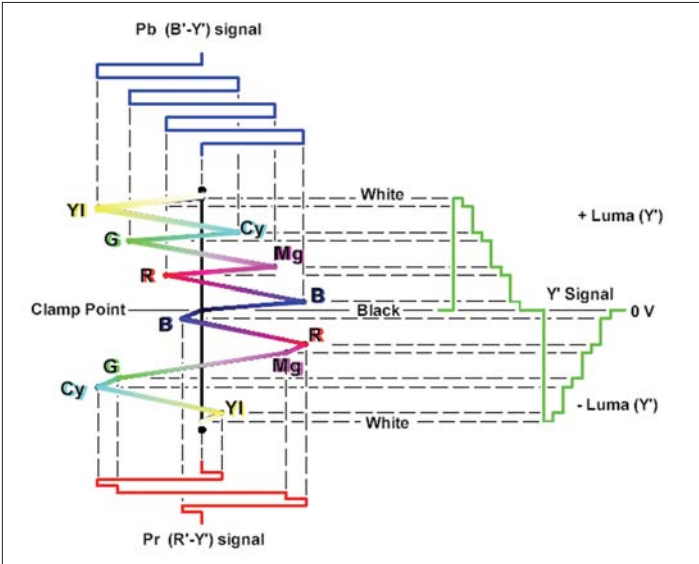 Pb (B'-Y') signal
White
Yl
+ Luma (Y')
Cy
G
Mg
R
B
Y' Signal
Clamp Point
Black
0 V
B
R
Mg
G
Cy
- Luma (Y')
Yl
White
Pr (R'-Y') signal